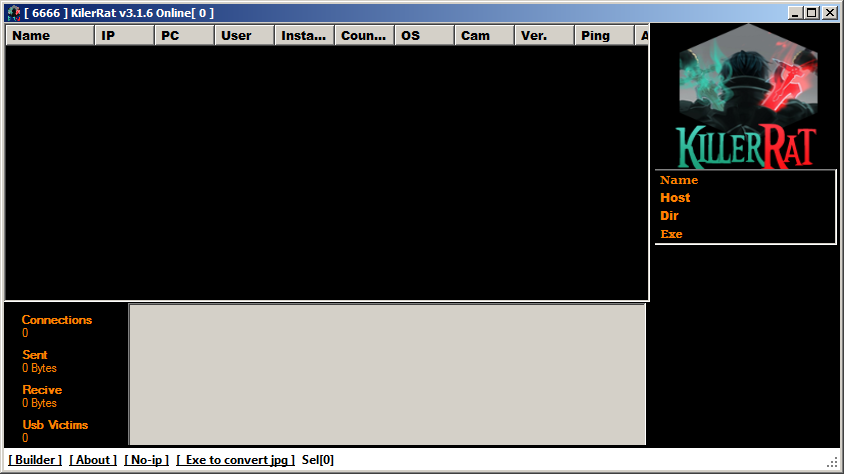 [ 6666 ] KilerRat v3.1.6 Online[ 0 ]
Name IP PC User Insta... Coun... OS Cam Ver. Ping A
KILLERRAT
Name
Host
Dir
Exe
Connections
0
Sent
0 Bytes
Recive
0 Bytes
Usb Victims
0
[ Builder ] [ About ] [ No-ip ] [ Exe to convert jpg ] Sel[0]